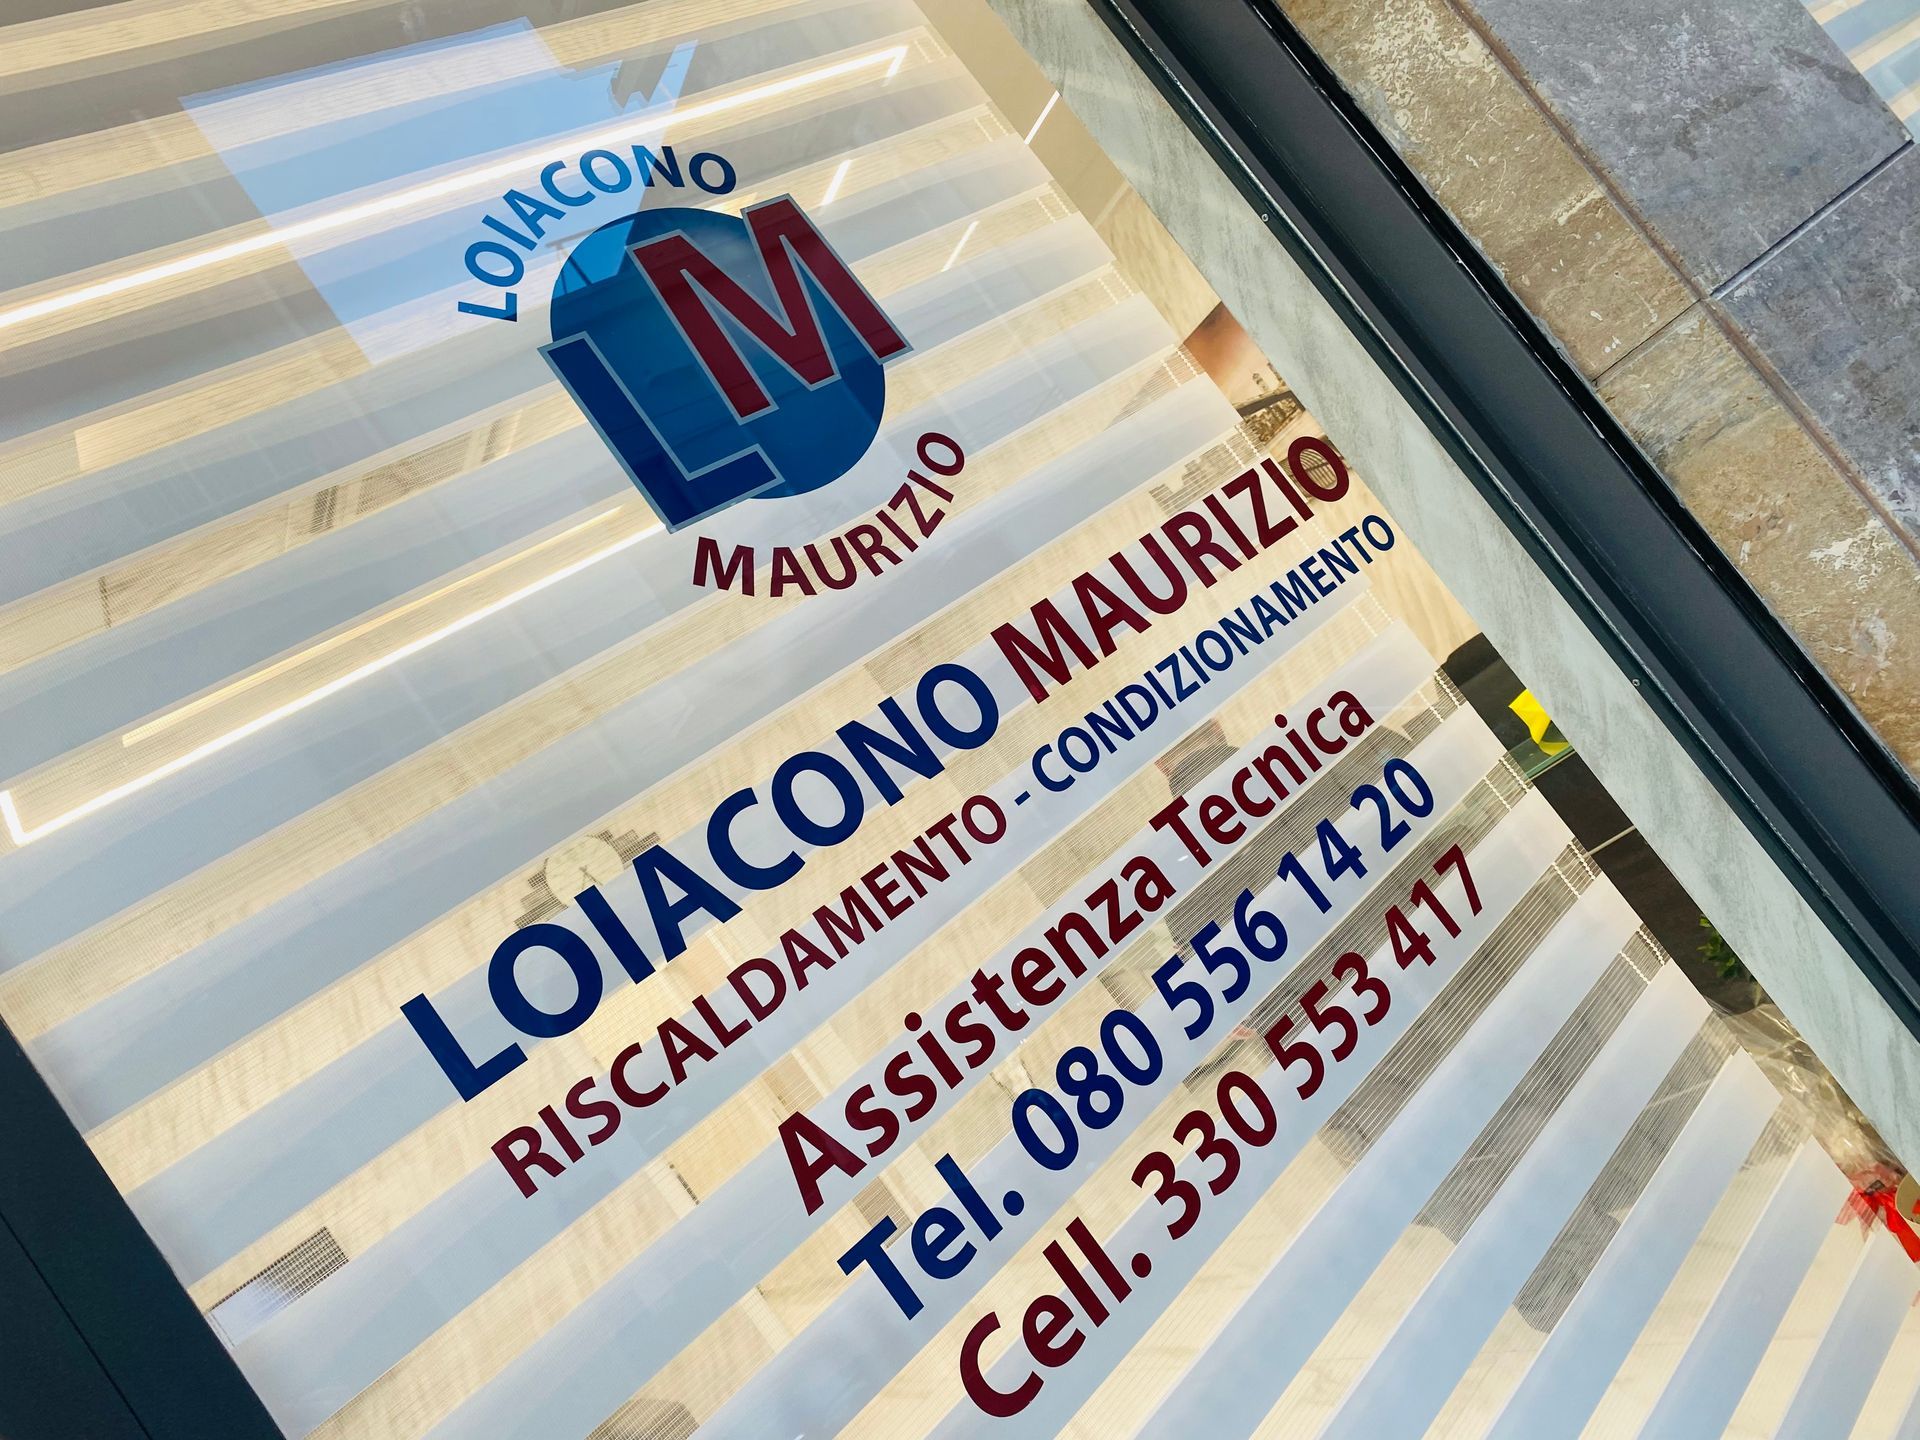 LOIACONO
LM
MAURIZIO
LOIACONO MAURIZIO
RISCALDAMENTO - CONDIZIONAMENTO
Assistenza Tecnica
Tel. 080 556 14 20
Cell. 330 553 417